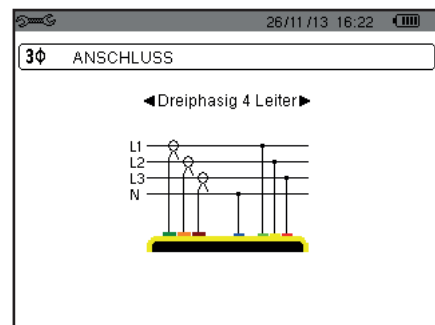 26/11/13 16:22
3Φ ANSCHLUSS
◄Dreiphasig 4 Leiter►
L1
L2
L3
N